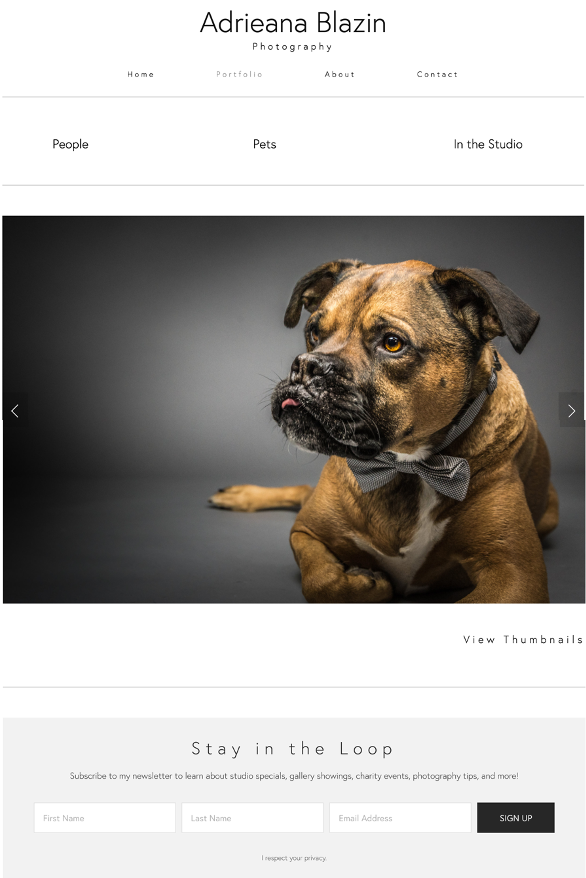 Adrieana Blazin
Photography
Home Portfolio About Contact
People Pets In the Studio
View Thumbnails
Stay in the Loop
Subscribe to my newsletter to learn about studio specials, gallery showings, charity events, photography tips, and more!
First Name Last Name Email Address SIGN UP
I respect your privacy.